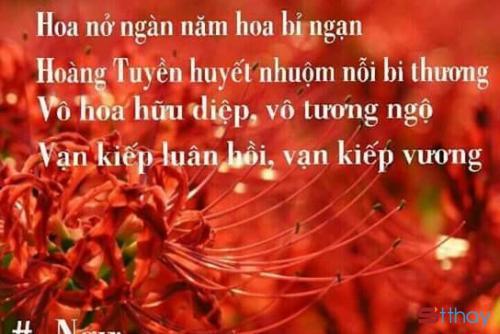 Hoa nở ngàn năm hoa bỉ ngạn
Hoàng Tuyền huyết nhuộm nỗi bi thương
Vô hoa hữu diệp, vô tương ngộ
Vạn kiếp luân hồi, vạn kiếp vương
#
Stthay